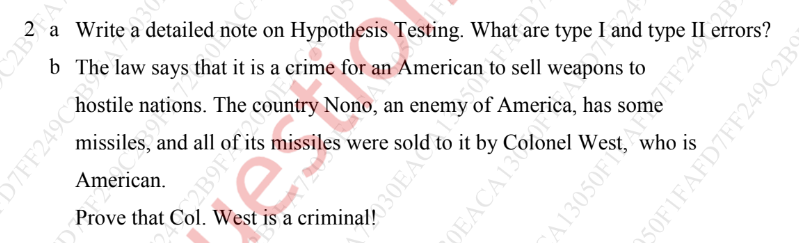 2 a Write a detailed note on Hypothesis Testing. What are type I and type II errors?
b The law says that it is a crime for an American to sell weapons to
hostile nations. The country Nono, an enemy of America, has some
missiles, and all of its missiles were sold to it by Colonel West, who is
American.
Prove that Col. West is a criminal!